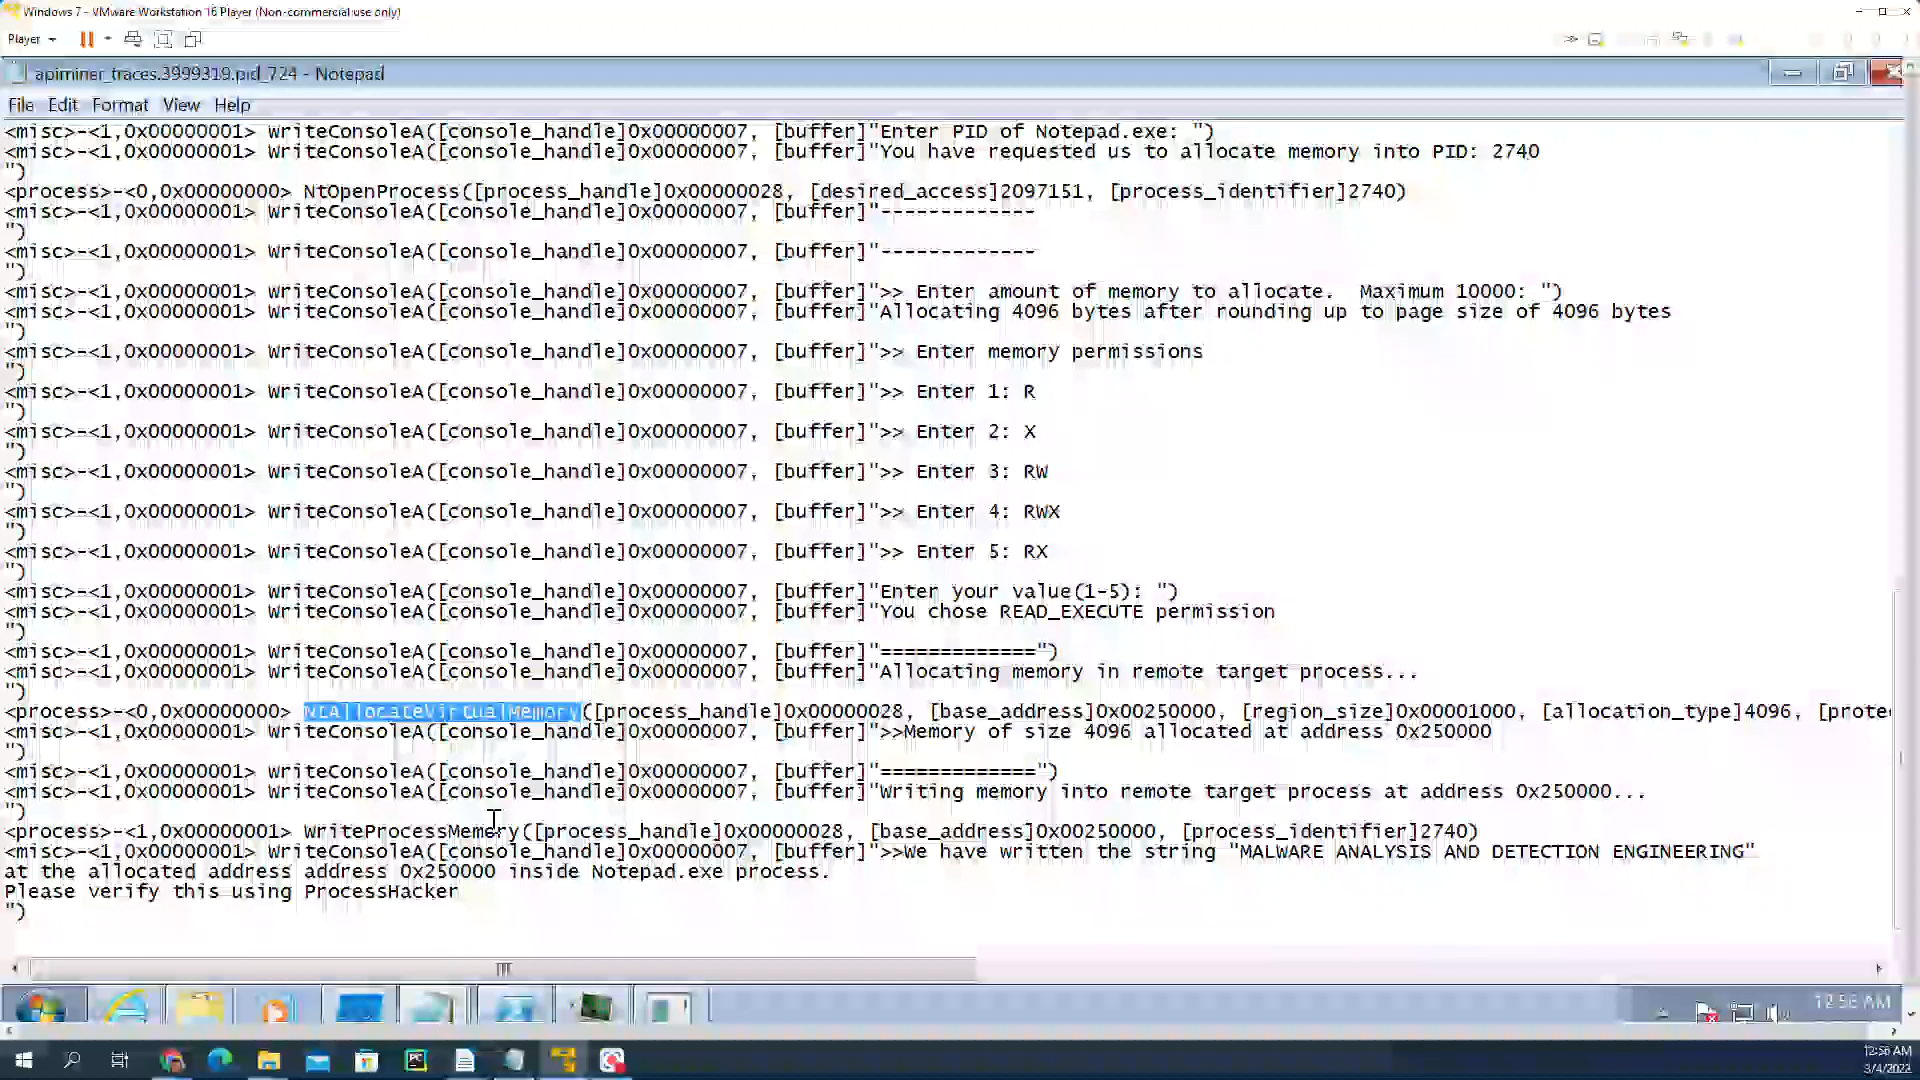 Windows 7 - VMware Workstation 16 Player (Non-commercial use only)
Player
apiminer_traces.3999319.pid_724 - Notepad
File Edit Format View Help
<misc>-<1,0x00000001> WriteConsoleA([console_handle]0x00000007, [buffer]"Enter PID of Notepad.exe: ")
<misc>-<1,0x00000001> WriteConsoleA([console_handle]0x00000007, [buffer]"You have requested us to allocate memory into PID: 2740
")
<process>-<0,0x00000000> NtOpenProcess([process_handle]0x00000028, [desired_access]2097151, [process_identifier]2740)
<misc>-<1,0x00000001> WriteConsoleA([console_handle]0x00000007, [buffer]"-------------
")
<misc>-<1,0x00000001> WriteConsoleA([console_handle]0x00000007, [buffer]"-------------
")
<misc>-<1,0x00000001> WriteConsoleA([console_handle]0x00000007, [buffer]">> Enter amount of memory to allocate.  Maximum 10000: ")
<misc>-<1,0x00000001> WriteConsoleA([console_handle]0x00000007, [buffer]"Allocating 4096 bytes after rounding up to page size of 4096 bytes
")
<misc>-<1,0x00000001> WriteConsoleA([console_handle]0x00000007, [buffer]">> Enter memory permissions
")
<misc>-<1,0x00000001> WriteConsoleA([console_handle]0x00000007, [buffer]">> Enter 1: R
")
<misc>-<1,0x00000001> WriteConsoleA([console_handle]0x00000007, [buffer]">> Enter 2: X
")
<misc>-<1,0x00000001> WriteConsoleA([console_handle]0x00000007, [buffer]">> Enter 3: RW
")
<misc>-<1,0x00000001> WriteConsoleA([console_handle]0x00000007, [buffer]">> Enter 4: RWX
")
<misc>-<1,0x00000001> WriteConsoleA([console_handle]0x00000007, [buffer]">> Enter 5: RX
")
<misc>-<1,0x00000001> WriteConsoleA([console_handle]0x00000007, [buffer]"Enter your value(1-5): ")
<misc>-<1,0x00000001> WriteConsoleA([console_handle]0x00000007, [buffer]"You chose READ_EXECUTE permission
")
<misc>-<1,0x00000001> WriteConsoleA([console_handle]0x00000007, [buffer]"=============")
<misc>-<1,0x00000001> WriteConsoleA([console_handle]0x00000007, [buffer]"Allocating memory in remote target process...
")
<process>-<0,0x00000000> NtAllocateVirtualMemory([process_handle]0x00000028, [base_address]0x00250000, [region_size]0x00001000, [allocation_type]4096, [prote
<misc>-<1,0x00000001> WriteConsoleA([console_handle]0x00000007, [buffer]">>Memory of size 4096 allocated at address 0x250000
")
<misc>-<1,0x00000001> WriteConsoleA([console_handle]0x00000007, [buffer]"=============")
<misc>-<1,0x00000001> WriteConsoleA([console_handle]0x00000007, [buffer]"Writing memory into remote target process at address 0x250000...
")
<process>-<1,0x00000001> WriteProcessMemory([process_handle]0x00000028, [base_address]0x00250000, [process_identifier]2740)
<misc>-<1,0x00000001> WriteConsoleA([console_handle]0x00000007, [buffer]">>We have written the string "MALWARE ANALYSIS AND DETECTION ENGINEERING"
at the allocated address address 0x250000 inside Notepad.exe process.
Please verify this using ProcessHacker
")
12:56 AM
12:56 AM
3/4/2022